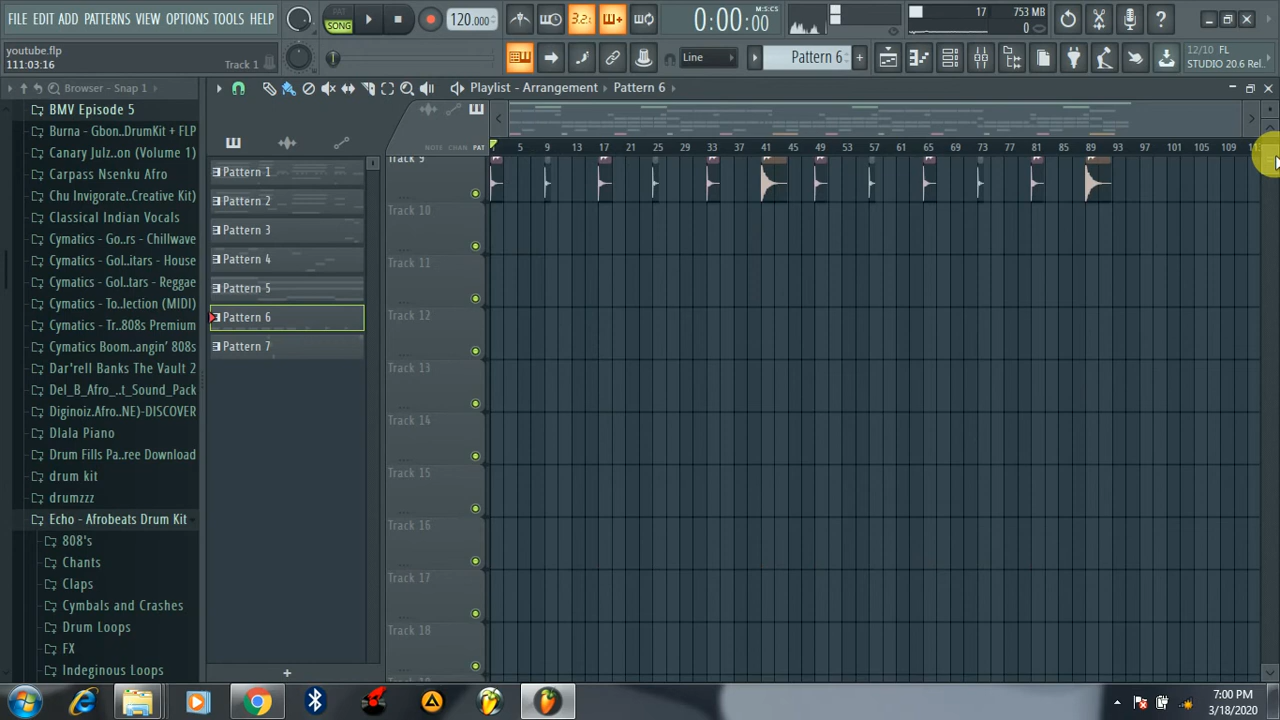 FILE EDIT ADD PATTERNS VIEW OPTIONS TOOLS HELP
PAT
SONG
120.000
3.2.
0:00:00
M:S:CS
17
753 MB
0
youtube.flp
111:03:16
Track 1
Line
Pattern 6
12/10 FL
STUDIO 20.6 Rel..
Browser - Snap 1
Playlist - Arrangement
Pattern 6
BMV Episode 5
Burna - Gbon..DrumKit + FLP
Canary Julz..on (Volume 1)
Carpass Nsenku Afro
Chu Invigorate..Creative Kit)
Classical Indian Vocals
Cymatics - Go..rs - Chillwave
Cymatics - Gol..itars - House
Cymatics - Gol..tars - Reggae
Cymatics - To..lection (MIDI)
Cymatics - Tr..808s Premium
Cymatics Boom..angin' 808s
Dar'rell Banks The Vault 2
Del_B_Afro_..t_Sound_Pack
Diginoiz.Afro..NE)-DISCOVER
Dlala Piano
Drum Fills Pa..ree Download
drum kit
drumzzz
Echo - Afrobeats Drum Kit
808's
Chants
Claps
Cymbals and Crashes
Drum Loops
FX
Indeginous Loops
Pattern 1
Pattern 2
Pattern 3
Pattern 4
Pattern 5
Pattern 6
Pattern 7
NOTE CHAN PAT
5 9 13 17 21 25 29 33 37 41 45 49 53 57 61 65 69 73 77 81 85 89 93 97 101 105 109
Track 9
Track 10
Track 11
Track 12
Track 13
Track 14
Track 15
Track 16
Track 17
Track 18
7:00 PM
3/18/2020